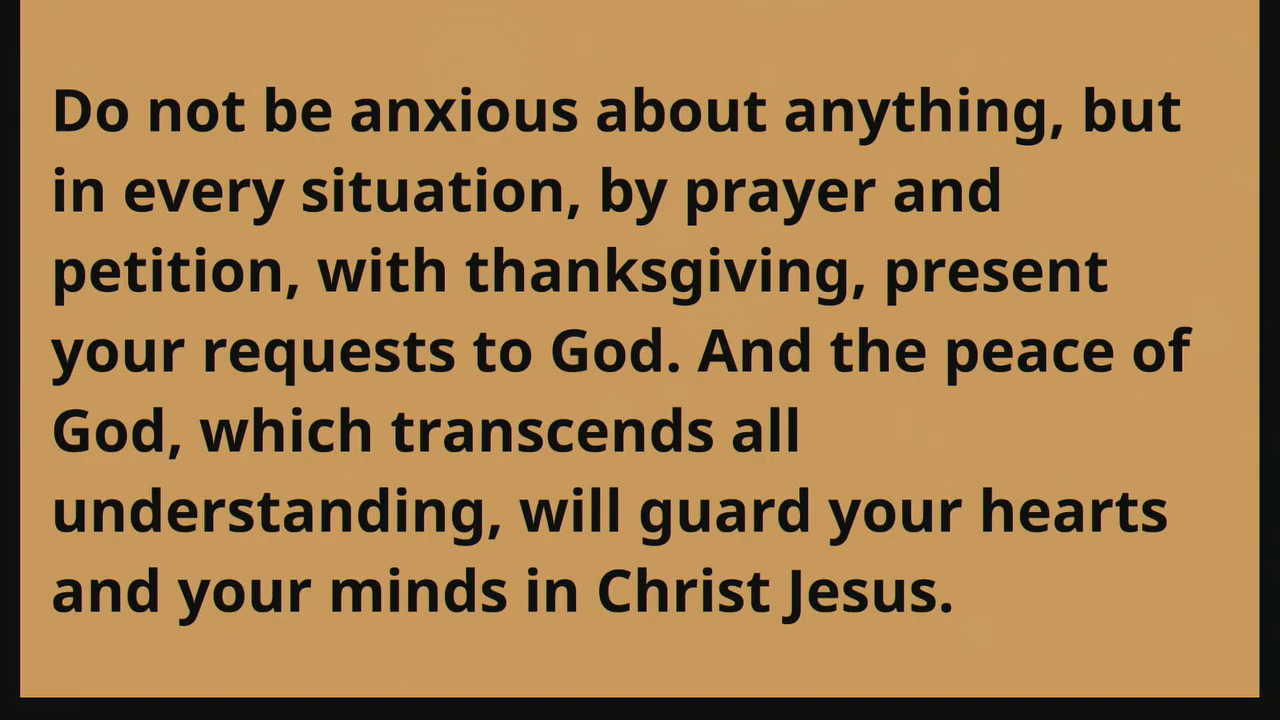 Do not be anxious about anything, but
in every situation, by prayer and
petition, with thanksgiving, present
your requests to God. And the peace of
God, which transcends all
understanding, will guard your hearts
and your minds in Christ Jesus.